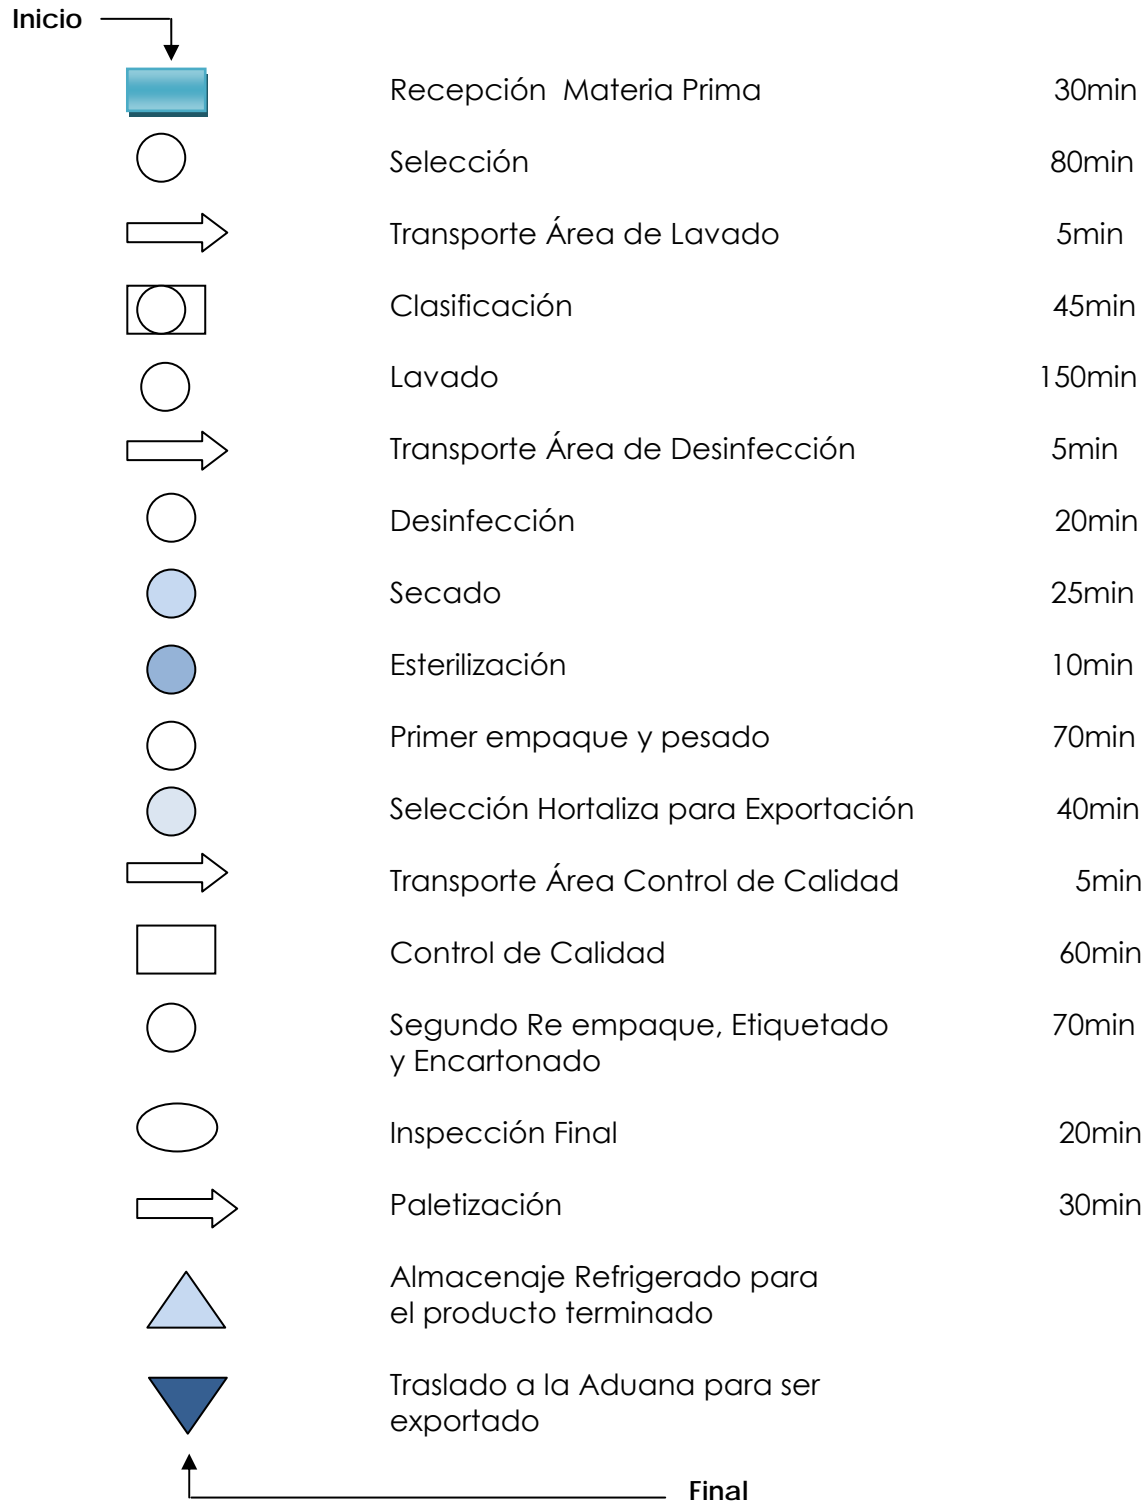 Inicio
Recepción Materia Prima 30min
Selección 80min
Transporte Área de Lavado 5min
Clasificación 45min
Lavado 150min
Transporte Área de Desinfección 5min
Desinfección 20min
Secado 25min
Esterilización 10min
Primer empaque y pesado 70min
Selección Hortaliza para Exportación 40min
Transporte Área Control de Calidad 5min
Control de Calidad 60min
Segundo Re empaque, Etiquetado 70min
y Encartonado
Inspección Final 20min
Paletización 30min
Almacenaje Refrigerado para
el producto terminado
Traslado a la Aduana para ser
exportado
Final